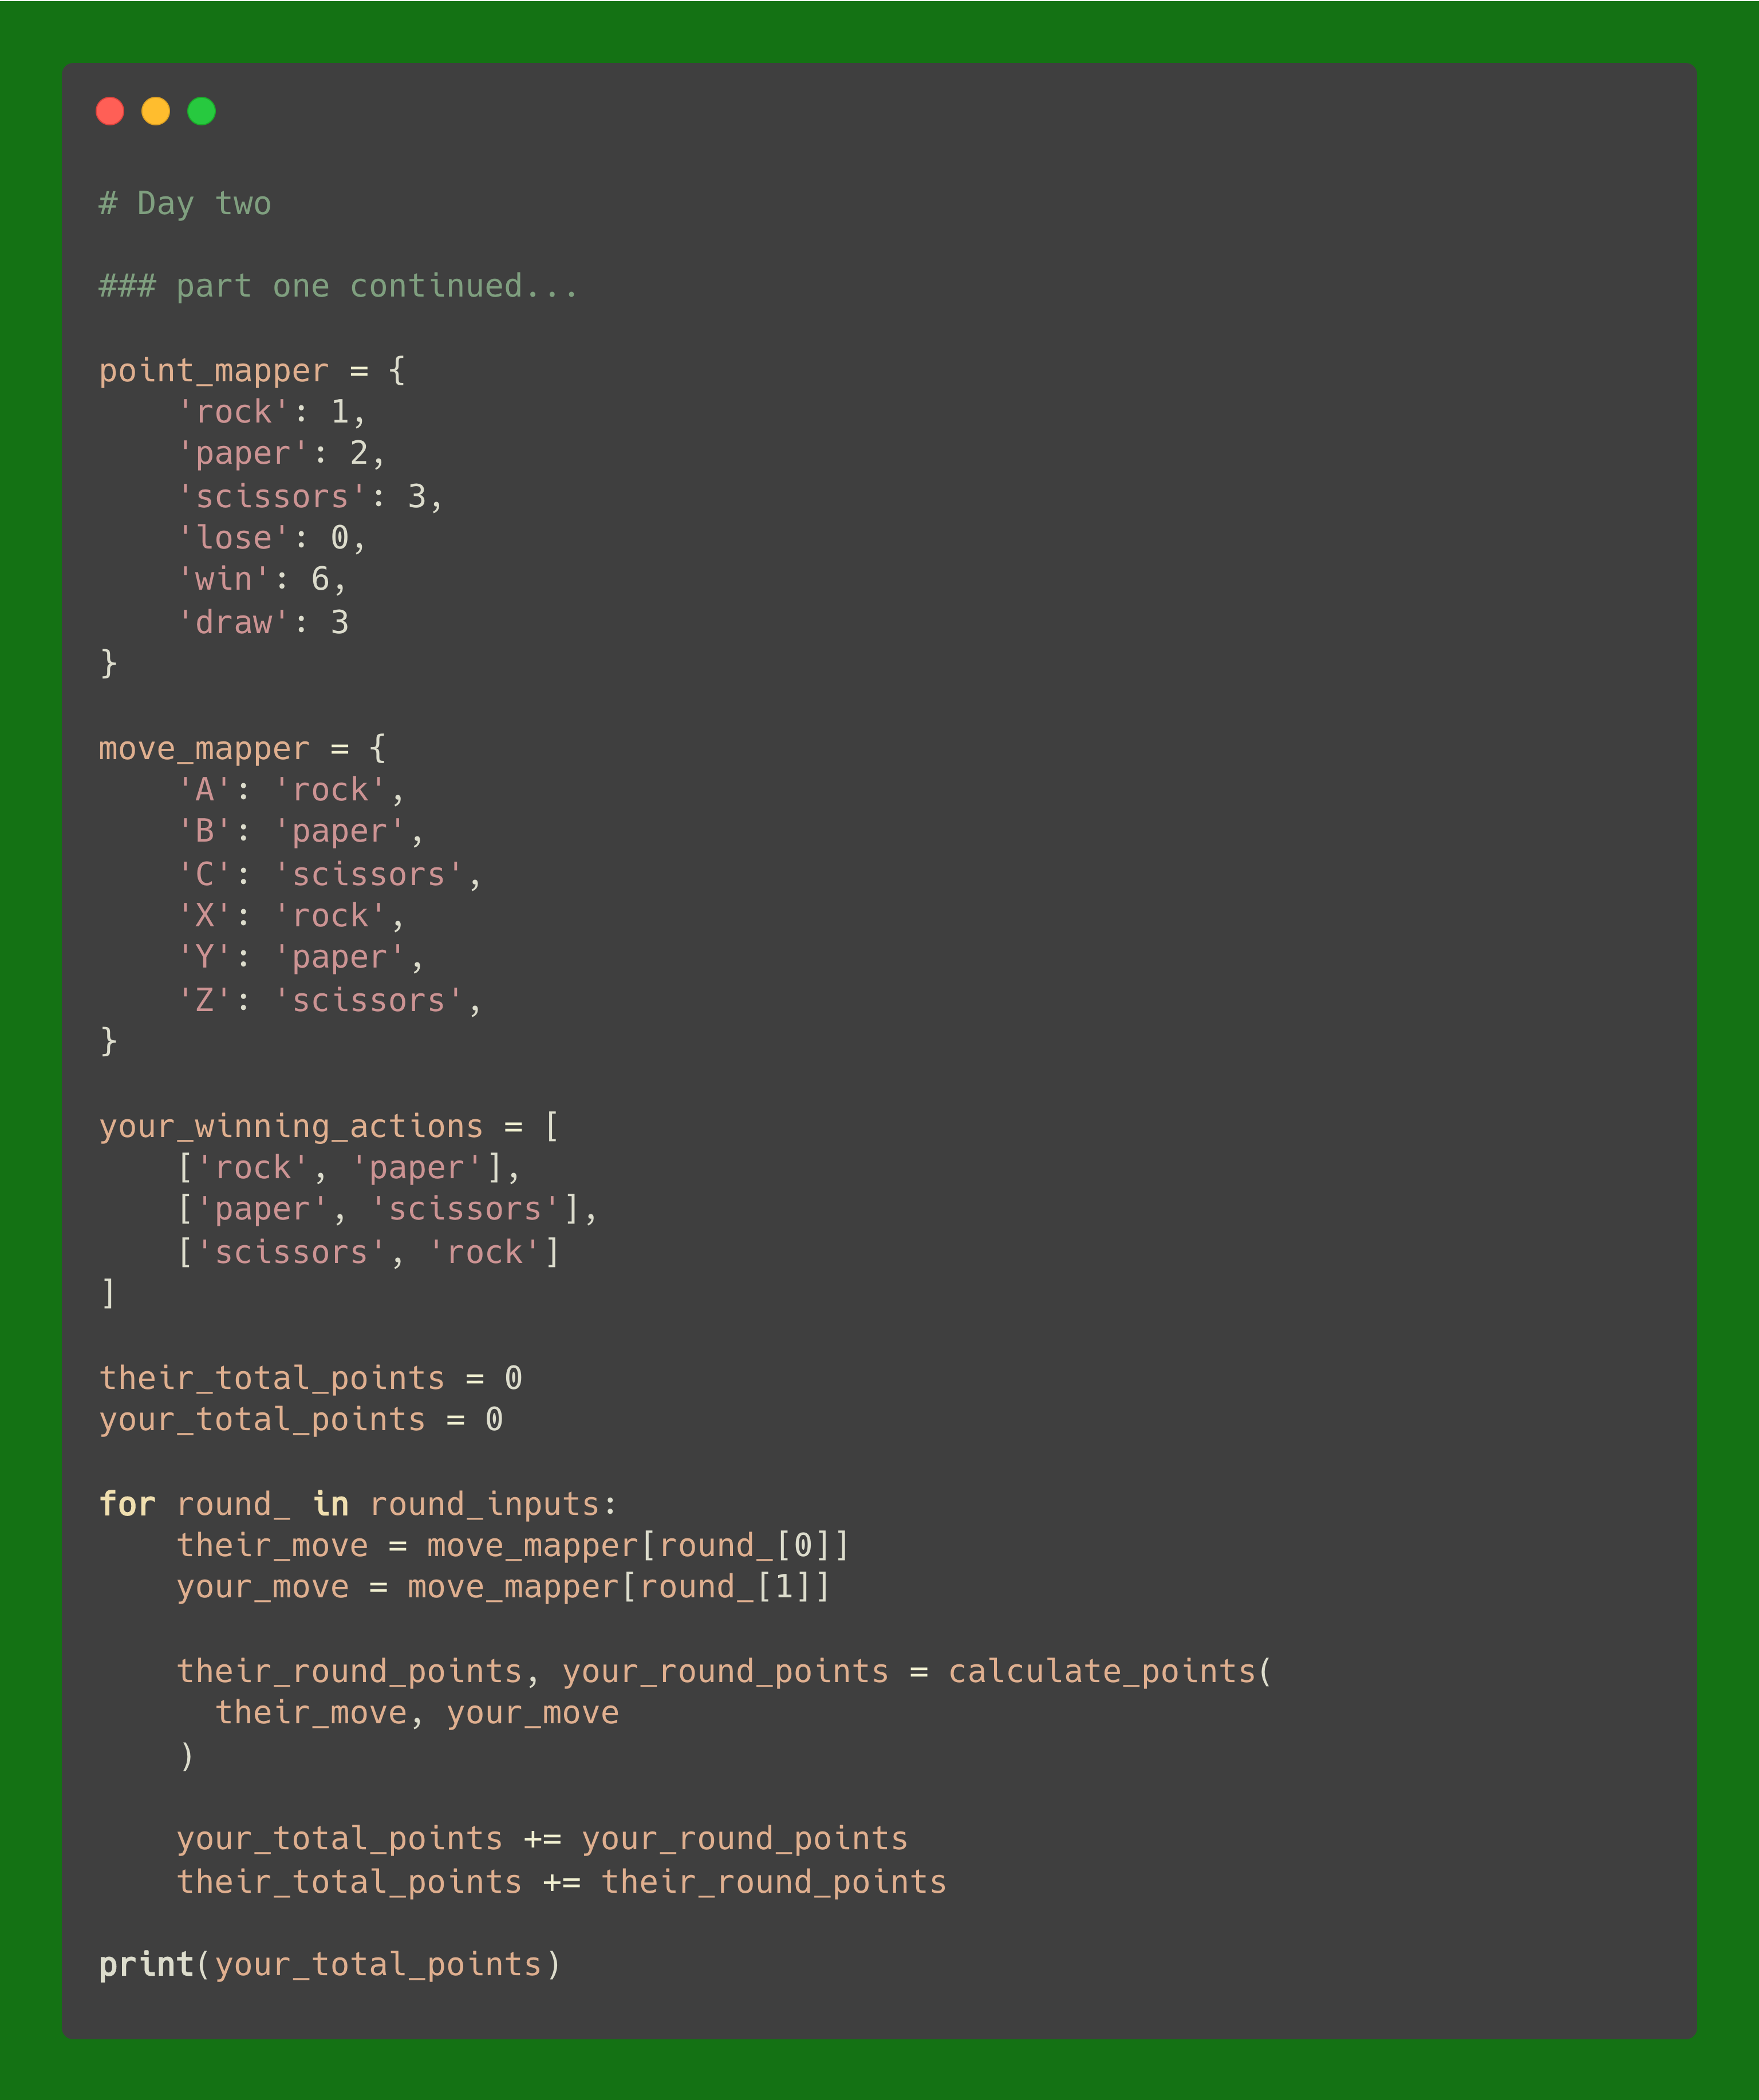 # Day two
### part one continued...
point_mapper = {
    'rock': 1,
    'paper': 2,
    'scissors': 3,
    'lose': 0,
    'win': 6,
    'draw': 3
}
move_mapper = {
    'A': 'rock',
    'B': 'paper',
    'C': 'scissors',
    'X': 'rock',
    'Y': 'paper',
    'Z': 'scissors',
}
your_winning_actions = [
    ['rock', 'paper'],
    ['paper', 'scissors'],
    ['scissors', 'rock']
]
their_total_points = 0
your_total_points = 0
for round_ in round_inputs:
    their_move = move_mapper[round_[0]]
    your_move = move_mapper[round_[1]]
    their_round_points, your_round_points = calculate_points(
      their_move, your_move
    )
    your_total_points += your_round_points
    their_total_points += their_round_points
print(your_total_points)